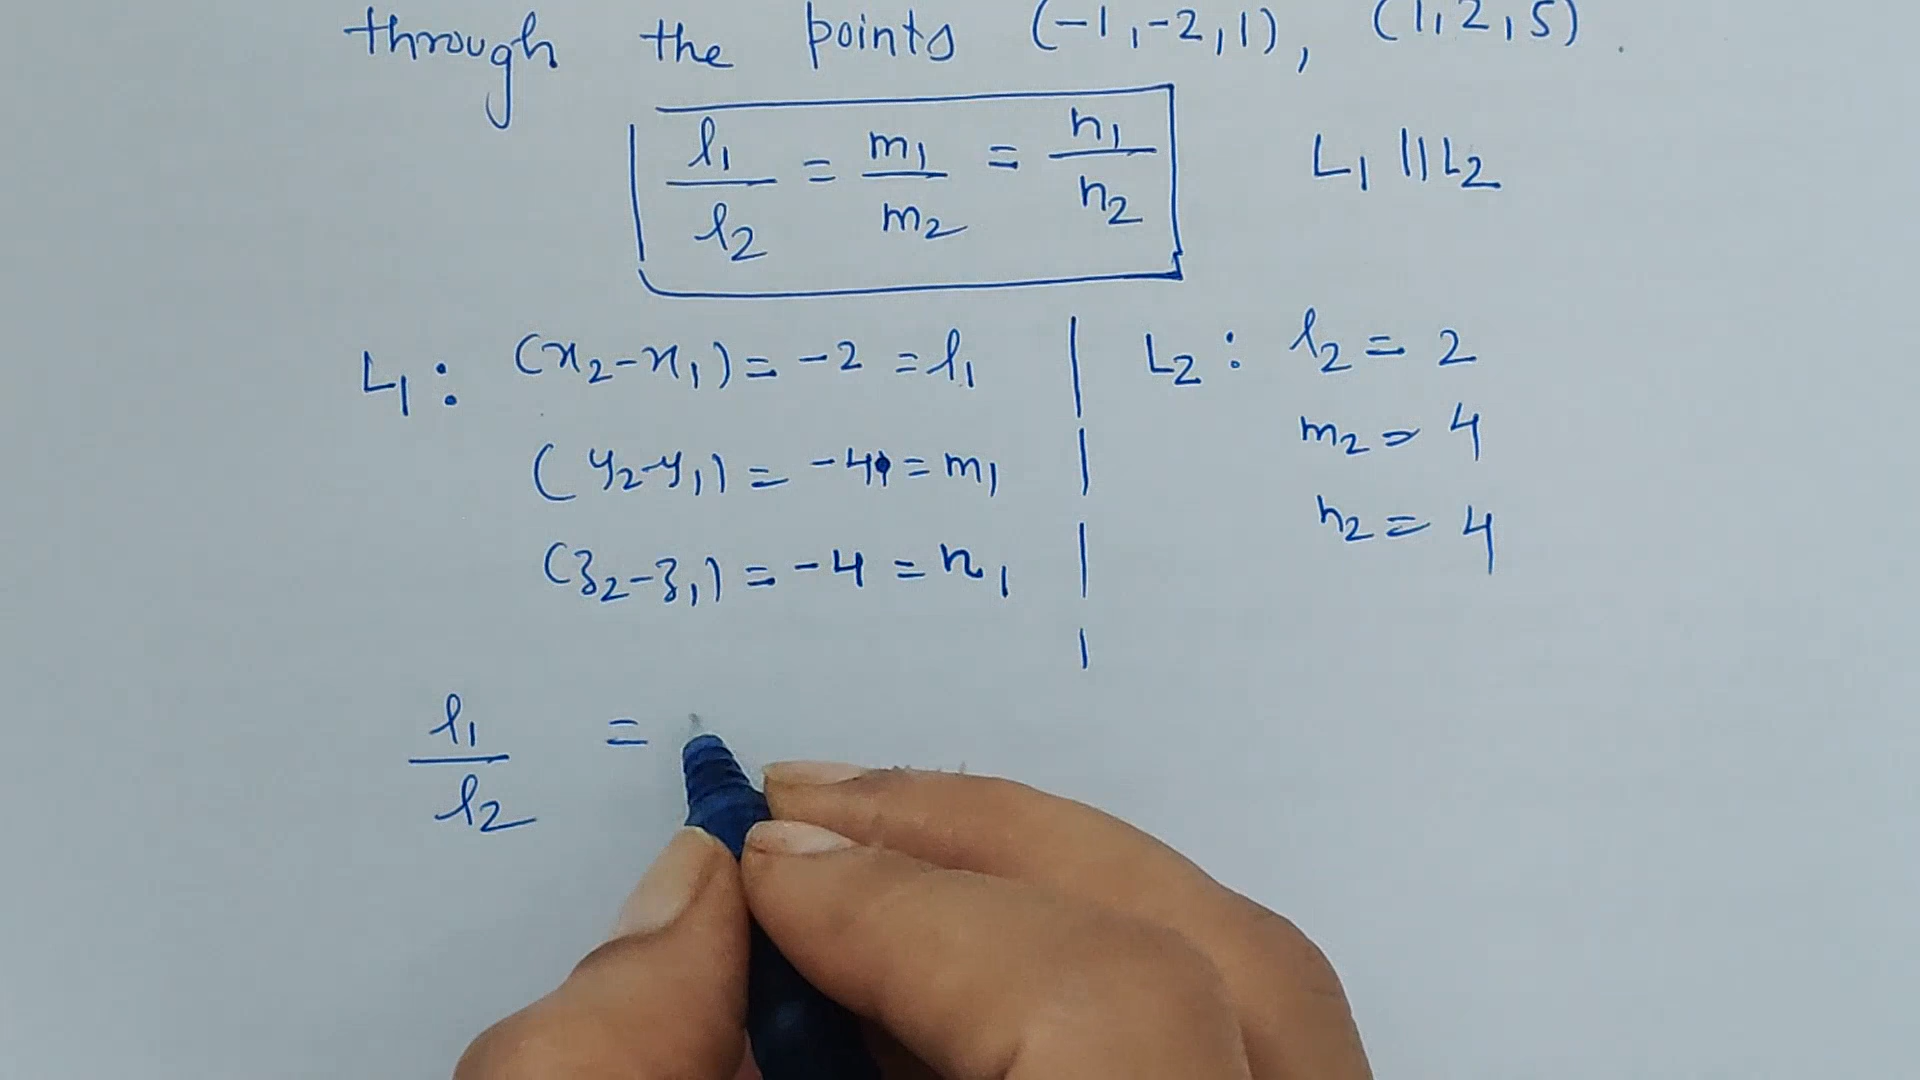 through the points (-1,-2,1), (1,2,5).
l₁/l₂ = m₁/m₂ = n₁/n₂ L₁ || L₂
L₁: (x₂-x₁) = -2 = l₁ | L₂: l₂ = 2
(y₂-y₁) = -4 = m₁ | m₂ = 4
(z₂-z₁) = -4 = n₁ | n₂ = 4
l₁/l₂ =